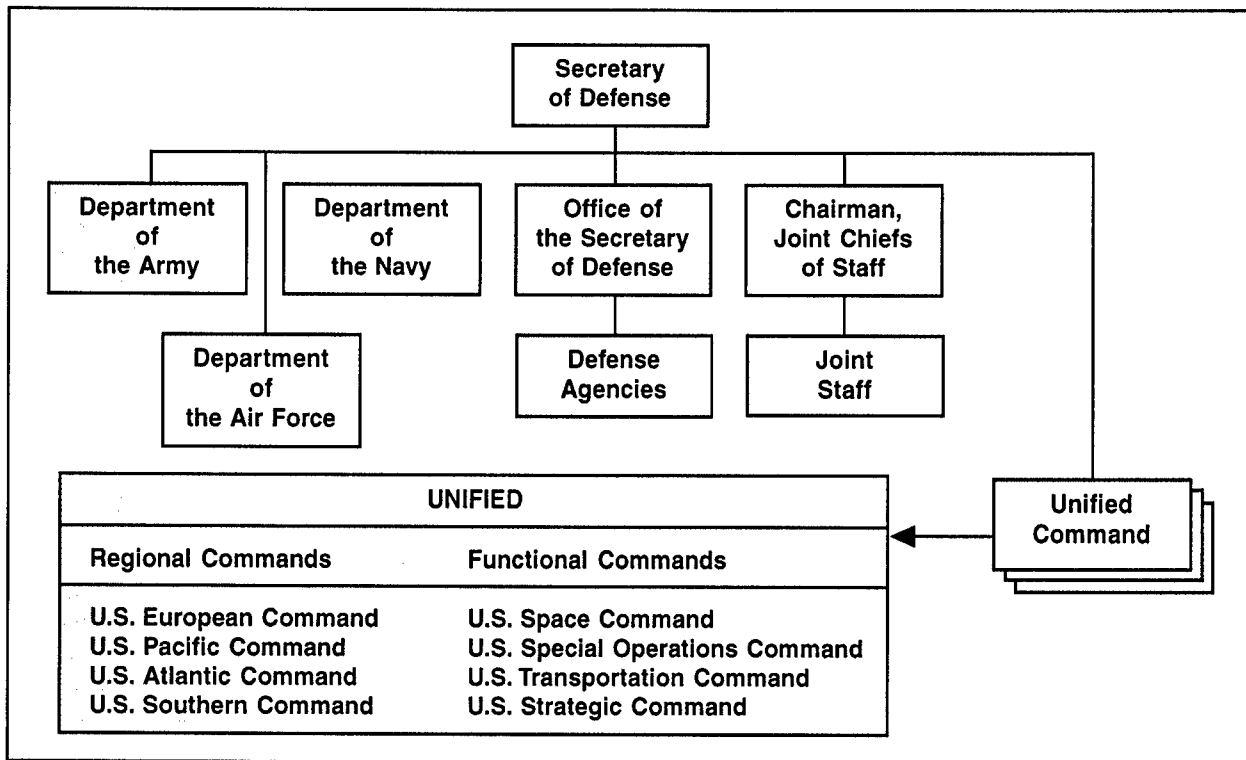 Secretary
of Defense
Department
of
the Army
Department
of
the Navy
Office of
the Secretary
of Defense
Chairman,
Joint Chiefs
of Staff
Department
of
the Air Force
Defense
Agencies
Joint
Staff
Unified
Command
UNIFIED
Regional Commands
Functional Commands
U.S. European Command
U.S. Pacific Command
U.S. Atlantic Command
U.S. Southern Command
U.S. Space Command
U.S. Special Operations Command
U.S. Transportation Command
U.S. Strategic Command